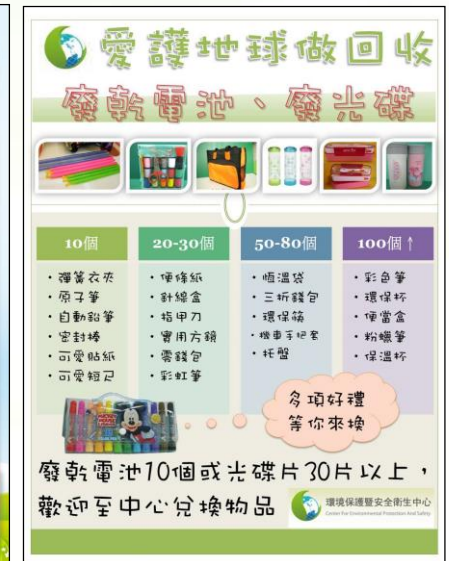 愛護地球做回收
廢乾電池、廢光碟
10個
・彈簧衣夾
・原子筆
・自動鉛筆
・密封棒
・可愛貼紙
・可愛短尺
20-30個
・便條紙
・針線盒
・指甲刀
・實用方鏡
・零錢包
・彩虹筆
50-80個
・恆溫袋
・三折錢包
・環保筷
・機車手把套
・托盤
100個↑
・彩色筆
・環保杯
・便當盒
・粉蠟筆
・保溫杯
多項好禮
等你來換
廢乾電池10個或光碟片30片以上,
歡迎至中心兌換物品
環境保護暨安全衛生中心
Center For Environmental Protection And Safety